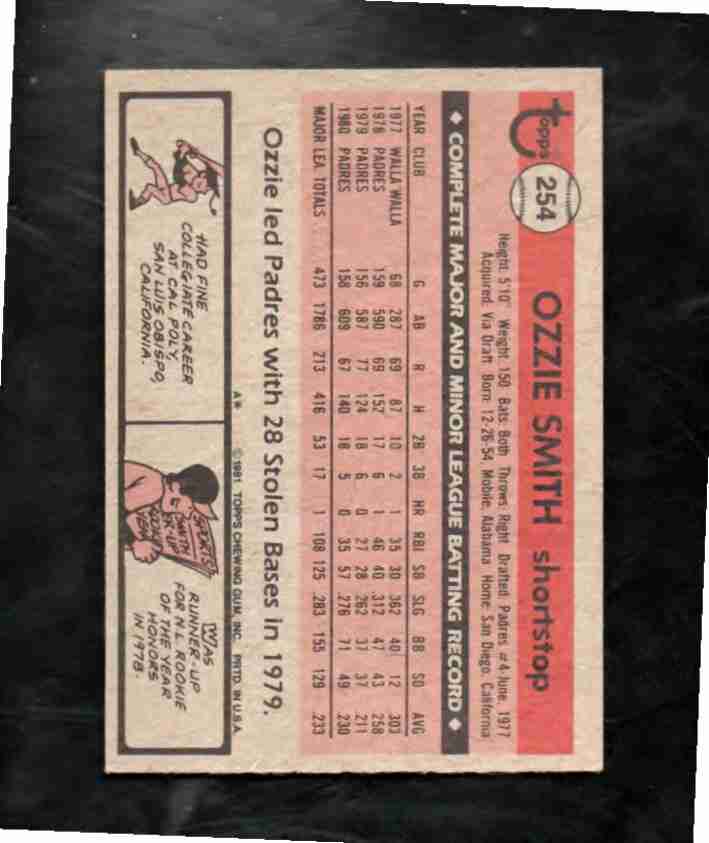 Topps
254
OZZIE SMITH shortstop
Height: 5'10" Weight: 150 Bats: Both Throws: Right Drafted: Padres #4-June, 1977
Acquired: Via Draft Born: 12-26-54, Mobile, Alabama Home: San Diego, California
◆ COMPLETE MAJOR AND MINOR LEAGUE BATTING RECORD ◆
YEAR CLUB G AB R H 2B 3B HR RBI SB SLG BB SO AVG
1977 WALLA WALLA 68 287 69 87 10 2 1 35 30 .362 40 12 .303
1978 PADRES 159 590 69 152 17 6 1 46 40 .312 47 43 .258
1979 PADRES 156 587 77 124 18 6 0 27 28 .262 37 37 .211
1980 PADRES 158 609 67 140 18 5 0 35 57 .276 71 49 .230
MAJOR LEA. TOTALS 473 1786 213 416 53 17 1 108 125 .283 155 129 .233
Ozzie led Padres with 28 Stolen Bases in 1979.
A* © 1981 TOPPS CHEWING GUM, INC. PRTD. IN U.S.A.
HAD FINE
COLLEGIATE CAREER
AT CAL POLY,
SAN LUIS OBISPO,
CALIFORNIA.
SPORTS
SMITH
RUNNER-UP
WAS
RUNNER-UP
FOR N.L. ROOKIE
OF THE YEAR
HONORS
IN 1978.